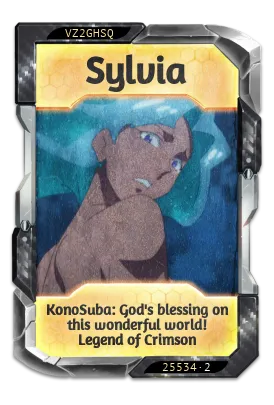 VZ2GHSQ
Sylvia
KonoSuba: God's blessing on
this wonderful world!
Legend of Crimson
25534·2